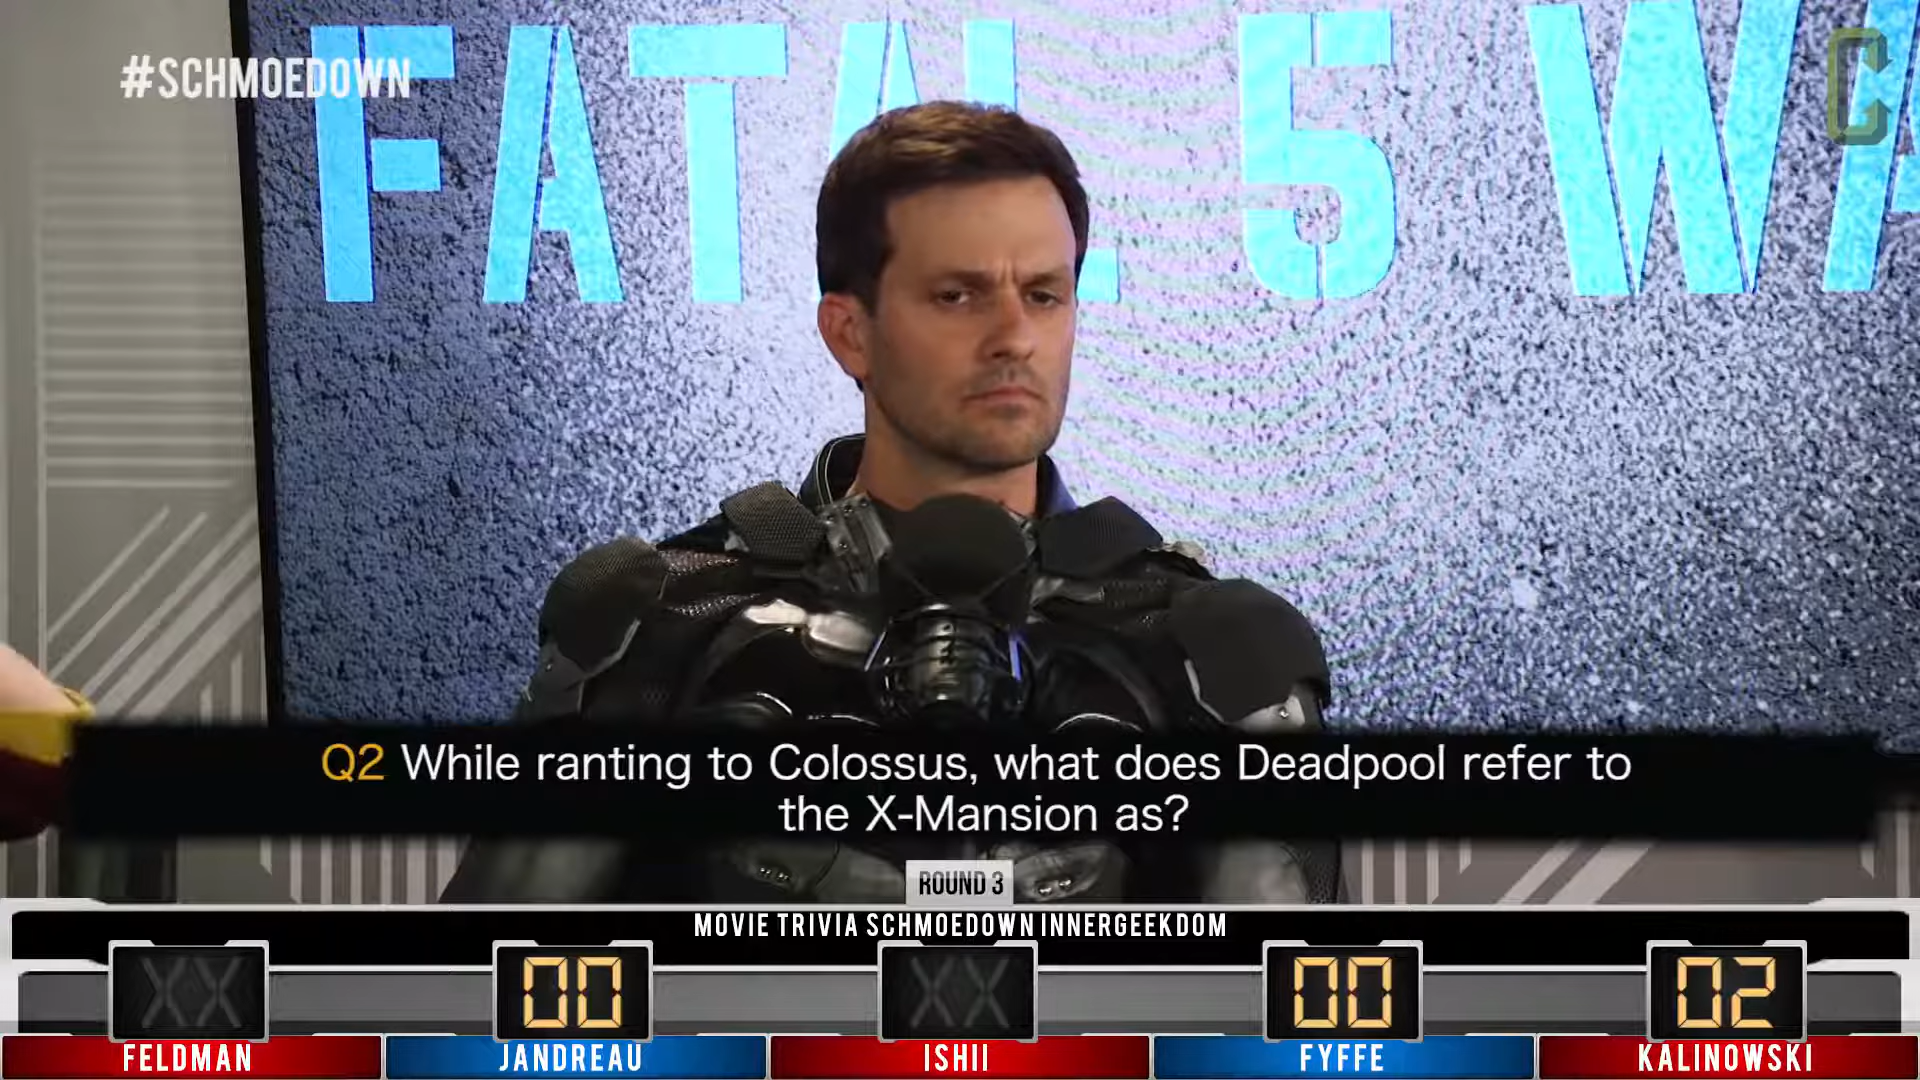 FATAL 5 WA
#SCHMOEDOWN
Q2 While ranting to Colossus, what does Deadpool refer to
the X-Mansion as?
ROUND 3
MOVIE TRIVIA SCHMOEDOWN INNERGEEKDOM
XX 00 XX 00 02
FELDMAN JANDREAU ISHII FYFFE KALINOWSKI